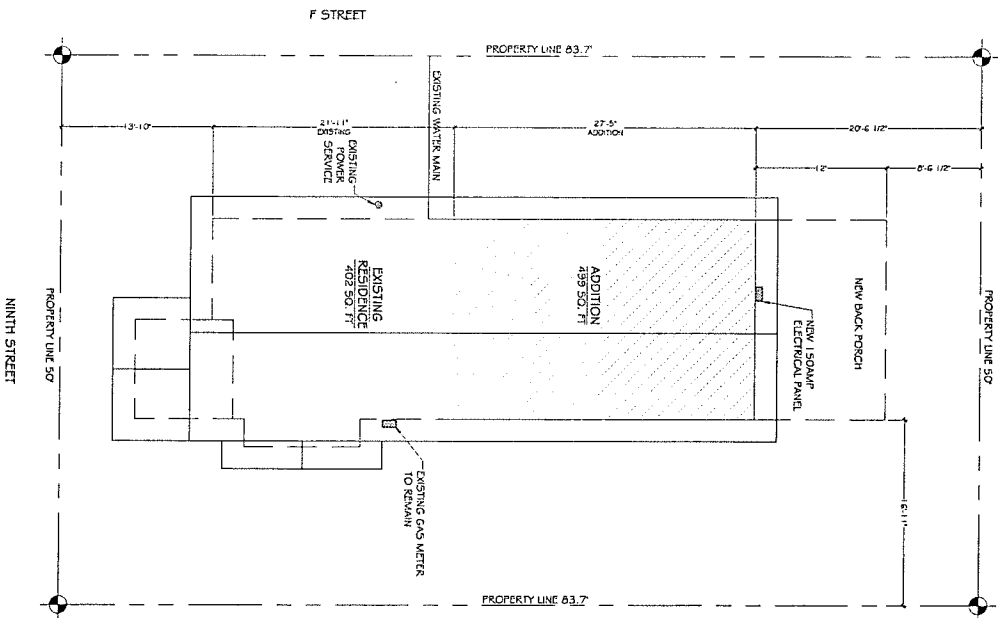 F STREET
PROPERTY LINE 83.7'
13'-10"
21'-11"
EXISTING
27'-5"
ADDITION
20'-6 1/2"
12'
8'-6 1/2"
EXISTING WATER MAIN
EXISTING
POWER
SERVICE
EXISTING
RESIDENCE
402 SQ. FT
ADDITION
499 SQ. FT
NEW BACK PORCH
NEW 150AMP
ELECTRICAL PANEL
PROPERTY LINE 50'
PROPERTY LINE 50'
NINTH STREET
EXISTING GAS METER
TO REMAIN
PROPERTY LINE 83.7'